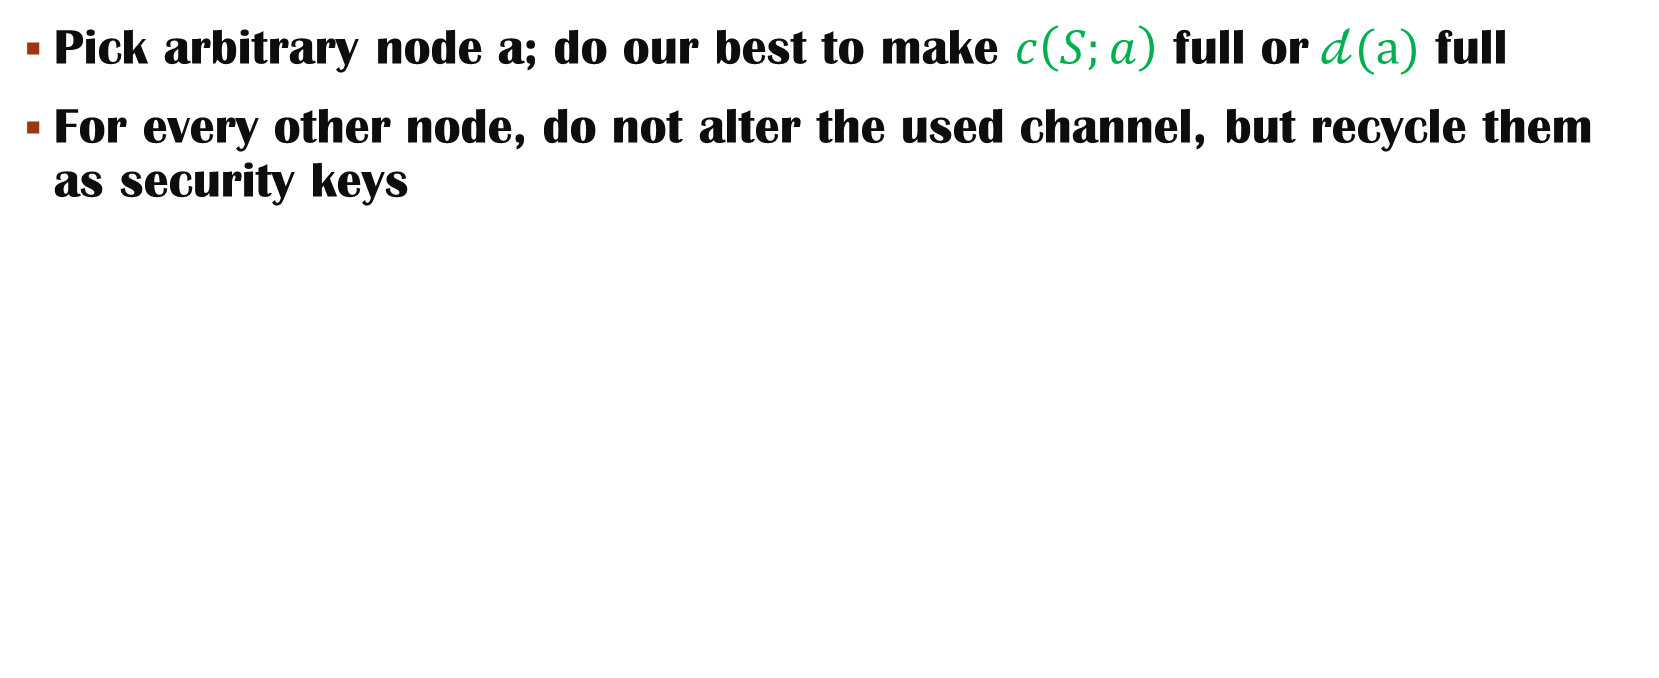 ▪ Pick arbitrary node a; do our best to make c(S; a) full or d(a) full
▪ For every other node, do not alter the used channel, but recycle them
as security keys